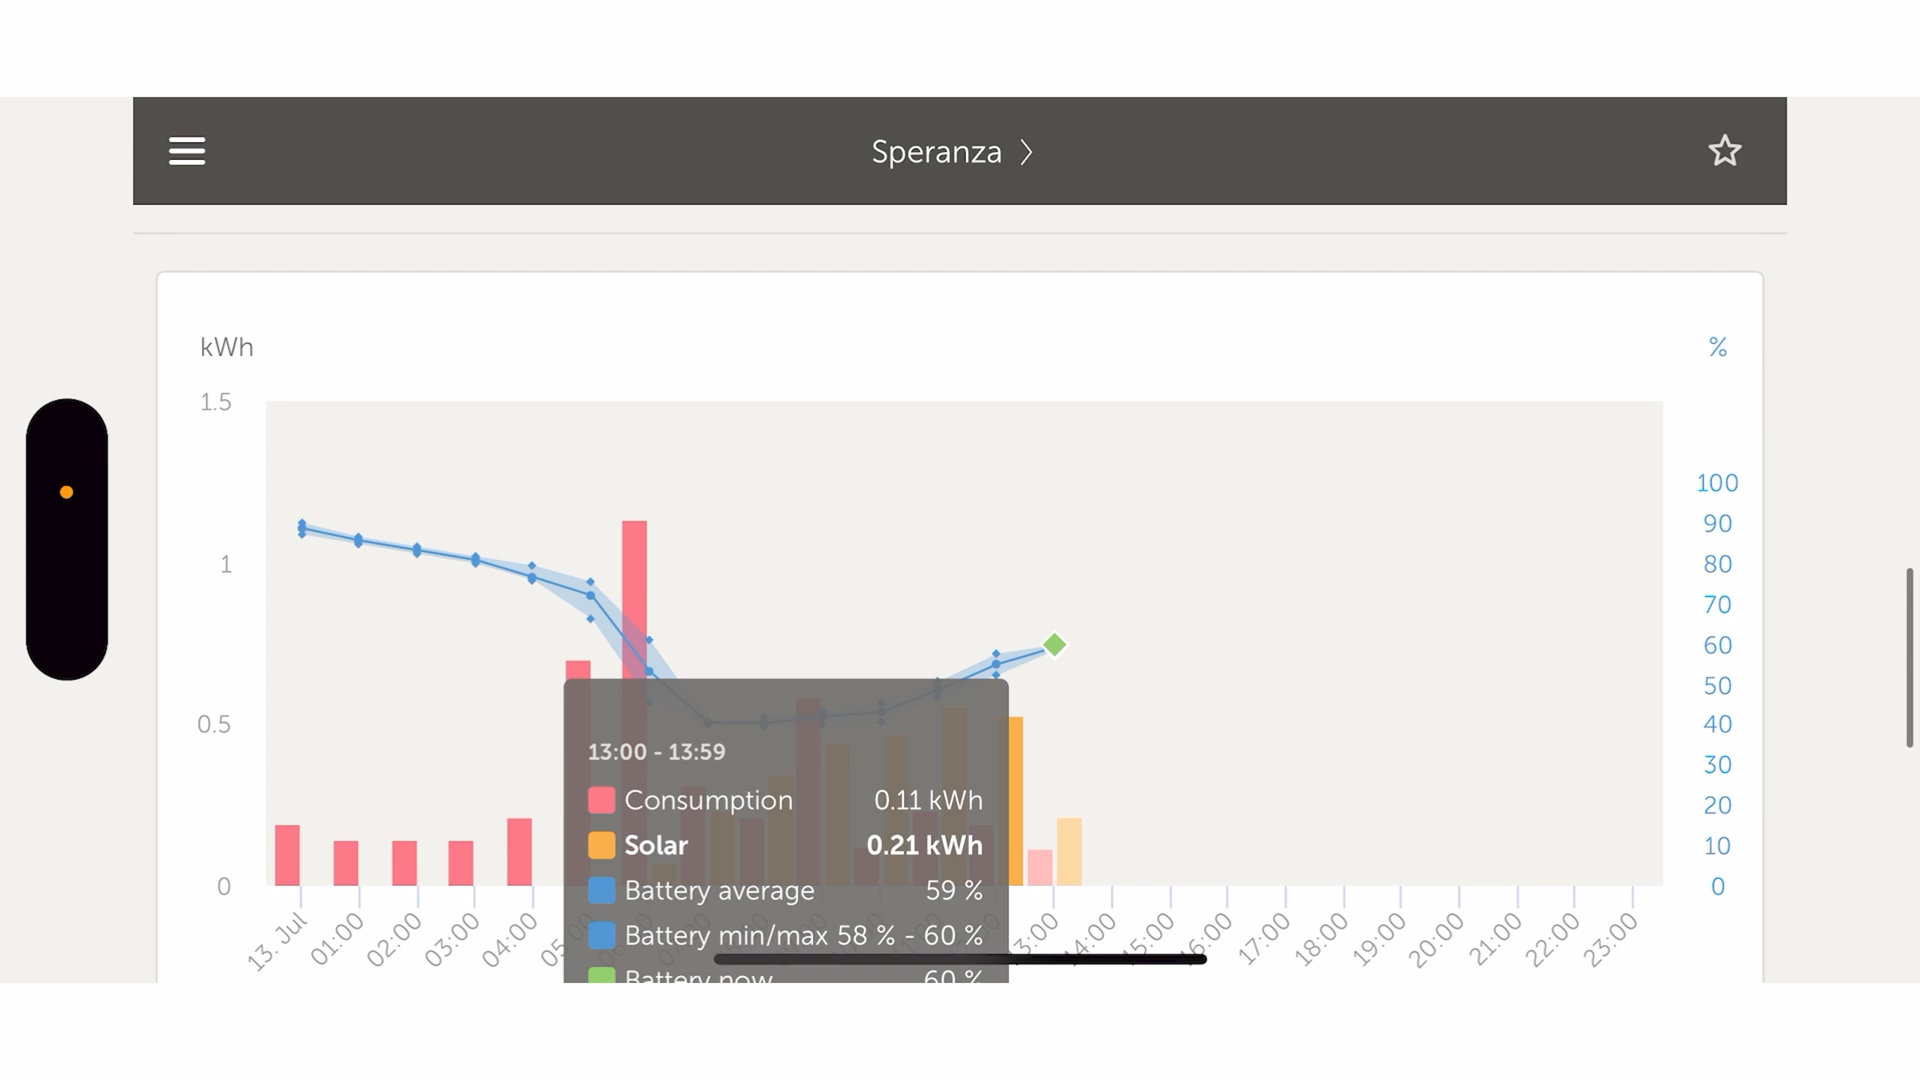 Speranza
kWh
%
1.5
1
0.5
0
100
90
80
70
60
50
40
30
20
10
0
13:00 - 13:59
Consumption 0.11 kWh
Solar 0.21 kWh
Battery average 59 %
Battery min/max 58 % - 60 %
Battery now 60 %
13. Jul 01:00 02:00 03:00 04:00 17:00 18:00 19:00 20:00 21:00 22:00 23:00